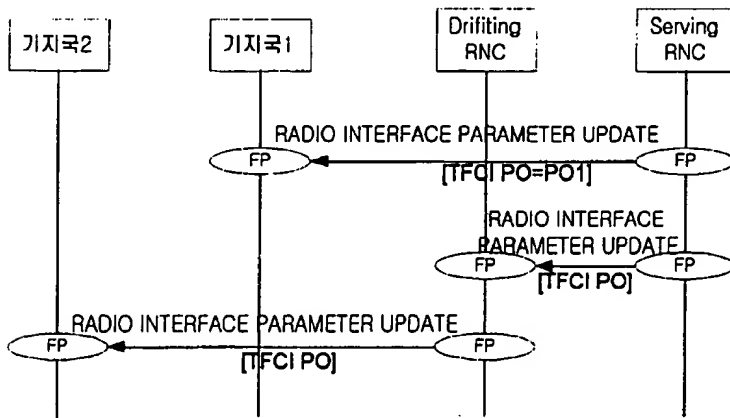 기지국2
기지국1
Drifiting
RNC
Serving
RNC
RADIO INTERFACE PARAMETER UPDATE
FP
FP
[TFCI PO=PO1]
RADIO INTERFACE
PARAMETER UPDATE
FP
FP
[TFCI PO]
RADIO INTERFACE PARAMETER UPDATE
FP
FP
[TFCI PO]